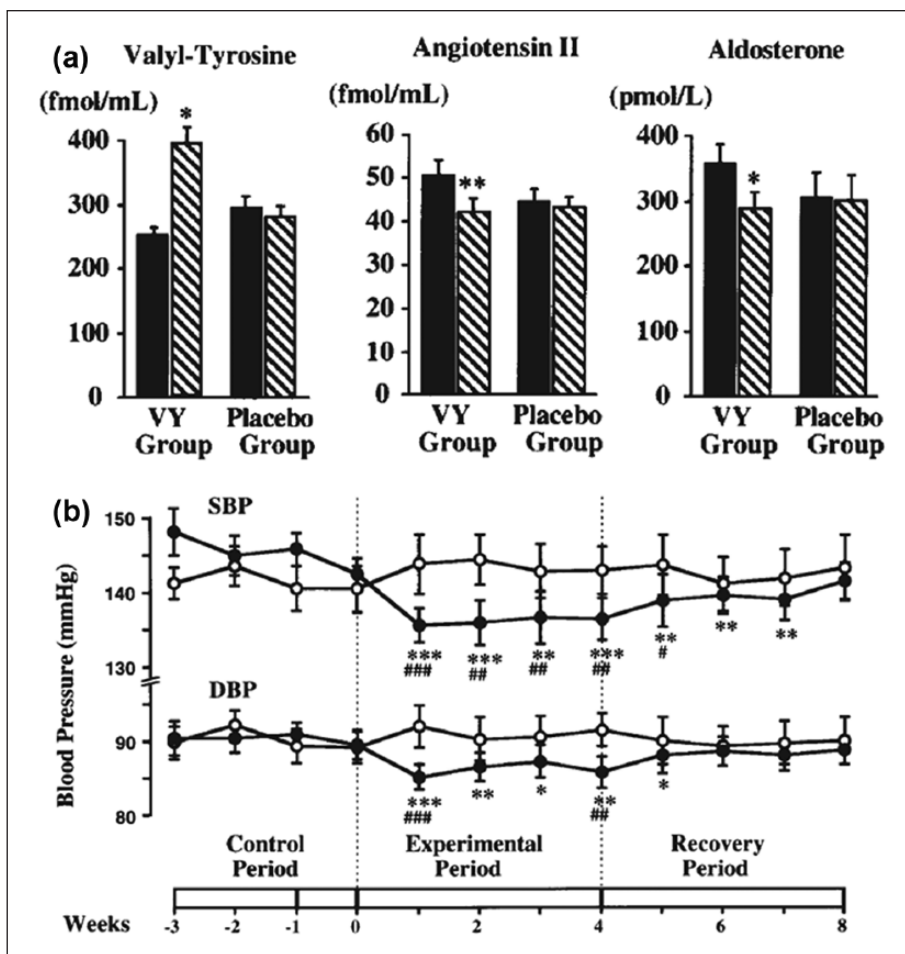 (a) Valyl-Tyrosine Angiotensin II Aldosterone
(fmol/mL) (fmol/mL) (pmol/L)
400
300
200
100
0
*
VY Group
Placebo Group
60
50
40
30
20
10
0
**
VY Group
Placebo Group
400
300
200
100
0
*
VY Group
Placebo Group
(b) SBP
Blood Pressure (mmHg)
150
140
130
*** *** ** *** ** ** **
### ## ## ## #
DBP
90
80
*** ** * ** *
### ##
Control Period
Experimental Period
Recovery Period
Weeks -3 -2 -1 0 2 4 6 8